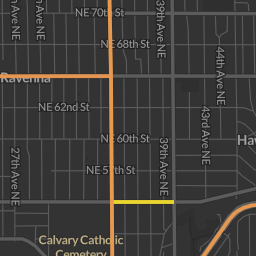 NE 70th St
39th Ave NE
NE 68th St
44th Ave NE
Ravenna
NE 62nd St
43rd Ave NE
NE 60th St
39th Ave NE
27th Ave NE
NE 57th St
Calvary Catholic
Cemetery